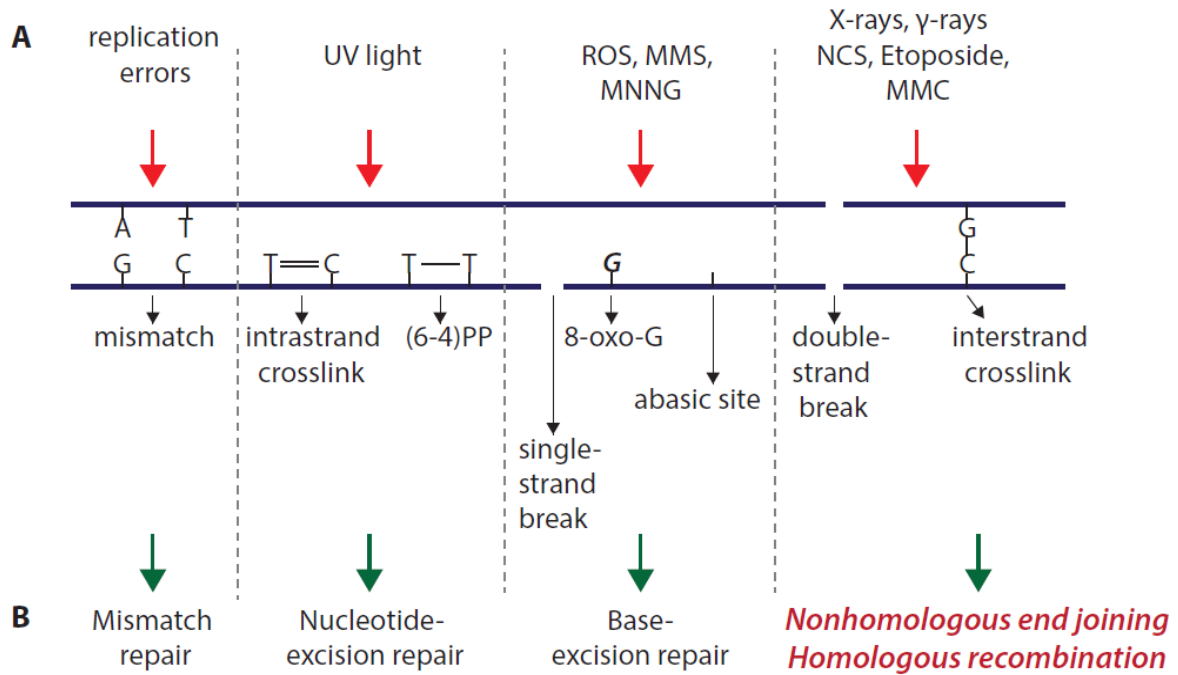 A
replication
errors
UV light
ROS, MMS,
MNNG
X-rays, γ-rays
NCS, Etoposide,
MMC
A T
G C
T C
T T
G
G
C
mismatch
intrastrand
crosslink
(6-4)PP
single-
strand
break
8-oxo-G
abasic site
double-
strand
break
interstrand
crosslink
B
Mismatch
repair
Nucleotide-
excision repair
Base-
excision repair
Nonhomologous end joining
Homologous recombination